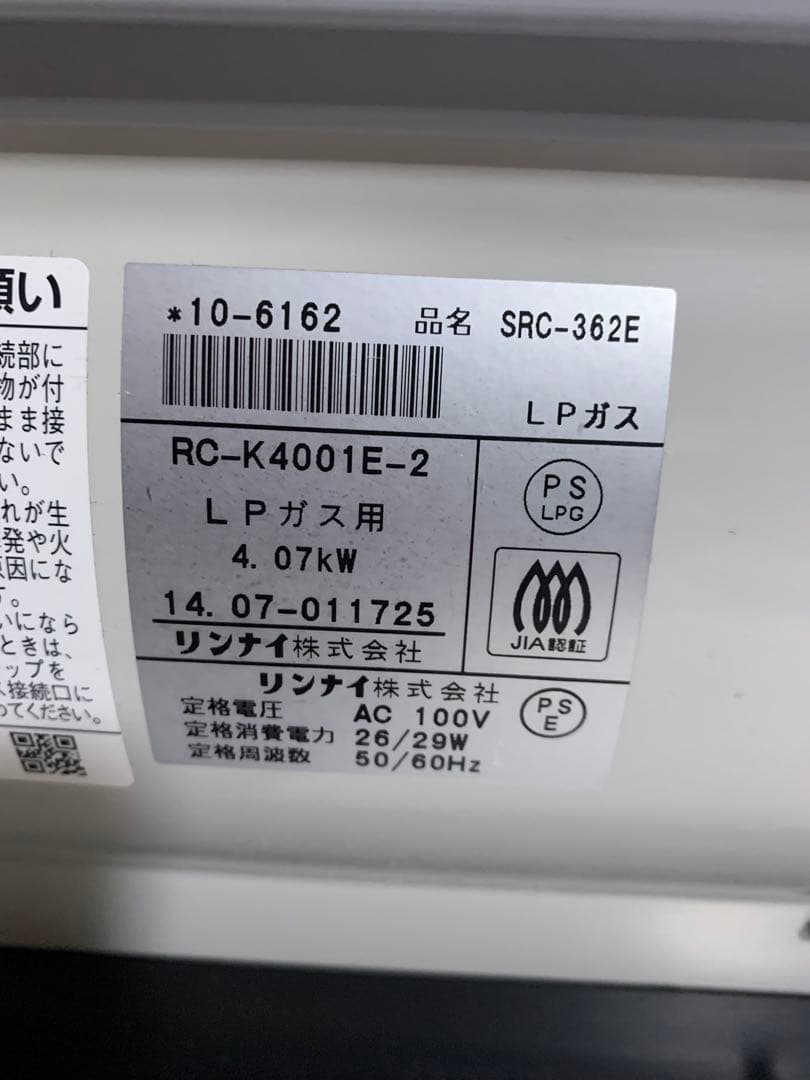 願い
続部に
物が付
まま接
ないで
い。
れが生
発や火
原因にな
す。
いになら
ときは、
ャップを
ス接続口に
めてください。
*10-6162 品名 SRC-362E
LPガス
RC-K4001E-2
LPガス用
4.07kW
14.07-011725
リンナイ株式会社
PS
LPG
JIA認証
リンナイ株式会社
定格電圧 AC 100V
定格消費電力 26/29W
定格周波数 50/60Hz
PS
E